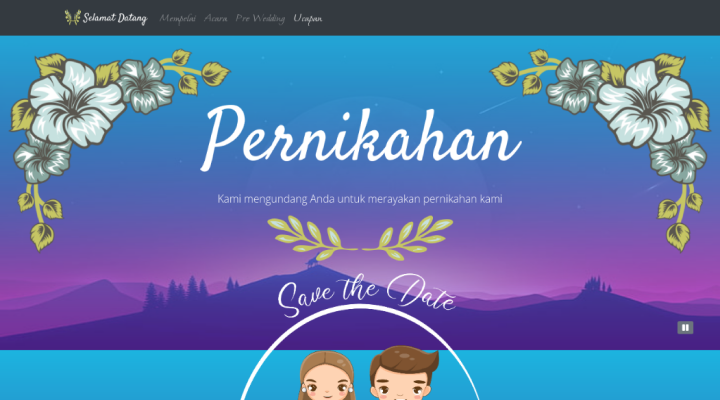 Selamat Datang Mempelai Acara Pre Wedding Ucapan
Pernikahan
Kami mengundang Anda untuk merayakan pernikahan kami
Save the Date